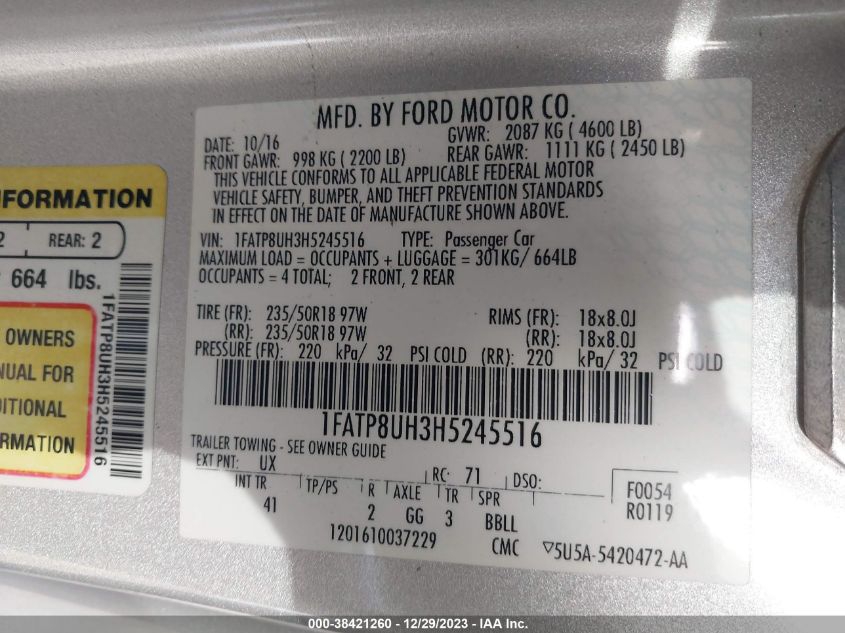 MFD. BY FORD MOTOR CO.
DATE: 10/16 GVWR: 2087 KG ( 4600 LB)
FRONT GAWR: 998 KG ( 2200 LB) REAR GAWR: 1111 KG ( 2450 LB)
THIS VEHICLE CONFORMS TO ALL APPLICABLE FEDERAL MOTOR
VEHICLE SAFETY, BUMPER, AND THEFT PREVENTION STANDARDS
IN EFFECT ON THE DATE OF MANUFACTURE SHOWN ABOVE.
VIN: 1FATP8UH3H5245516 TYPE: Passenger Car
MAXIMUM LOAD = OCCUPANTS + LUGGAGE = 301KG/ 664LB
OCCUPANTS = 4 TOTAL; 2 FRONT, 2 REAR
TIRE (FR): 235/50R18 97W RIMS (FR): 18x8.0J
(RR): 235/50R18 97W (RR): 18x8.0J
PRESSURE (FR): 220 kPa/ 32 PSI COLD (RR): 220 kPa/ 32 PSI COLD
1FATP8UH3H5245516
TRAILER TOWING - SEE OWNER GUIDE
EXT PNT: UX RC: 71 DSO:
INT TR TP/PS R AXLE TR SPR F0054
41 2 GG 3 BBLL R0119
1201610037229 CMC ▽5U5A-5420472-AA
NFORMATION
2 REAR: 2
664 lbs.
OWNERS
NUAL FOR
DITIONAL
RMATION
1FATP8UH3H5245516
000-38421260 - 12/29/2023 - IAA Inc.